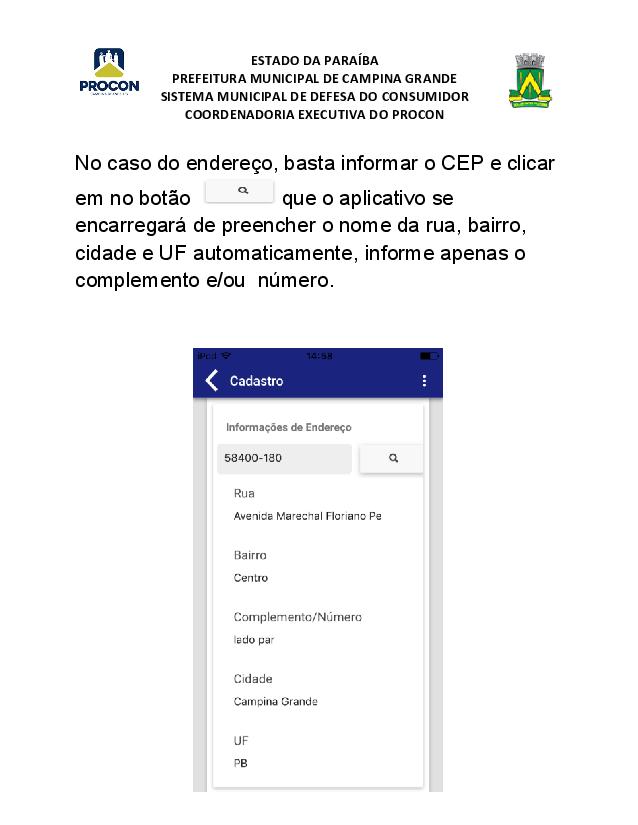 PROCON
ESTADO DA PARAÍBA
PREFEITURA MUNICIPAL DE CAMPINA GRANDE
SISTEMA MUNICIPAL DE DEFESA DO CONSUMIDOR
COORDENADORIA EXECUTIVA DO PROCON
No caso do endereço, basta informar o CEP e clicar
em no botão que o aplicativo se
encarregará de preencher o nome da rua, bairro,
cidade e UF automaticamente, informe apenas o
complemento e/ou  número.
iPod 14:58
Cadastro
Informações de Endereço
58400-180
Rua
Avenida Marechal Floriano Pe
Bairro
Centro
Complemento/Número
lado par
Cidade
Campina Grande
UF
PB